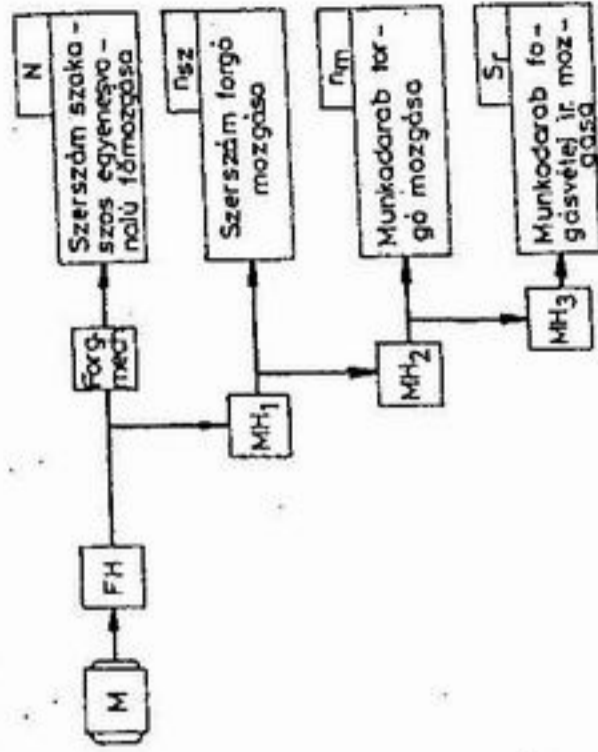 M
FH
Forg.
mech
N
Szerszám szaka-
szos egyenesvo-
nalú főmozgása
MH1
nsz
Szerszám forgó
mozgása
MH2
nm
Munkadarab for-
gó mozgása
MH3
Sr
Munkadarab fo-
gásvétel ir. moz-
gása